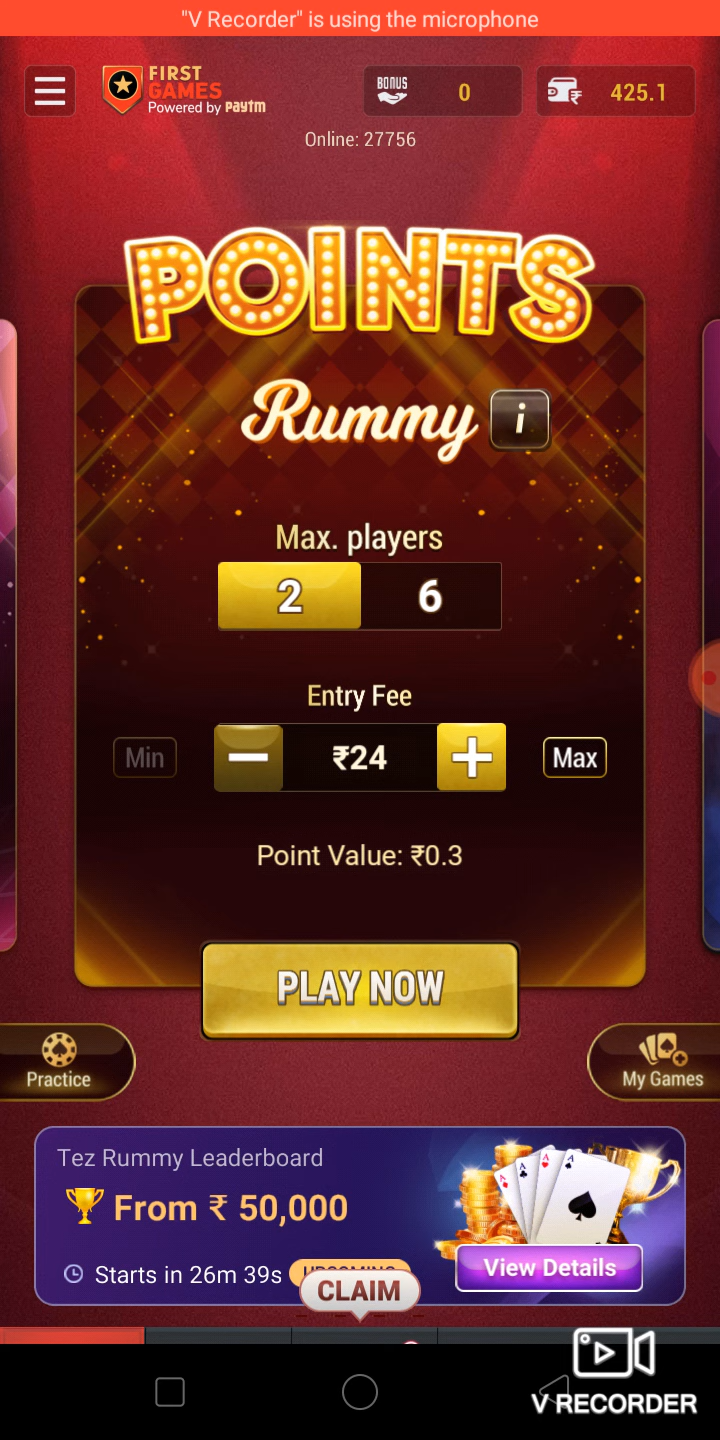 "V Recorder" is using the microphone
FIRST GAMES
Powered by paytm
BONUS
0
425.1
Online: 27756
POINTS
Rummy
i
Max. players
2
6
Entry Fee
Min
₹24
Max
Point Value: ₹0.3
PLAY NOW
Practice
My Games
Tez Rummy Leaderboard
From ₹ 50,000
Starts in 26m 39s
View Details
CLAIM
V RECORDER